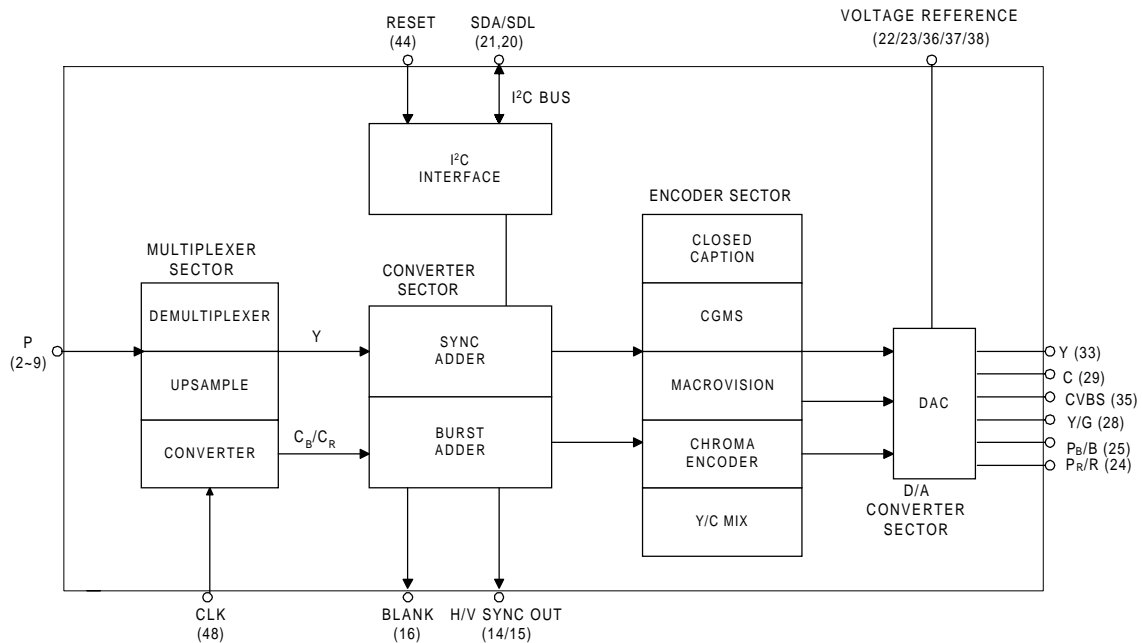 RESET
(44)
SDA/SDL
(21,20)
VOLTAGE REFERENCE
(22/23/36/37/38)
I²C BUS
I²C
INTERFACE
ENCODER SECTOR
CLOSED
CAPTION
CGMS
MACROVISION
CHROMA
ENCODER
Y/C MIX
MULTIPLEXER
SECTOR
DEMULTIPLEXER
UPSAMPLE
CONVERTER
CONVERTER
SECTOR
SYNC
ADDER
BURST
ADDER
P
(2~9)
Y
CB/CR
DAC
D/A
CONVERTER
SECTOR
Y (33)
C (29)
CVBS (35)
Y/G (28)
PB/B (25)
PR/R (24)
CLK
(48)
BLANK
(16)
H/V SYNC OUT
(14/15)